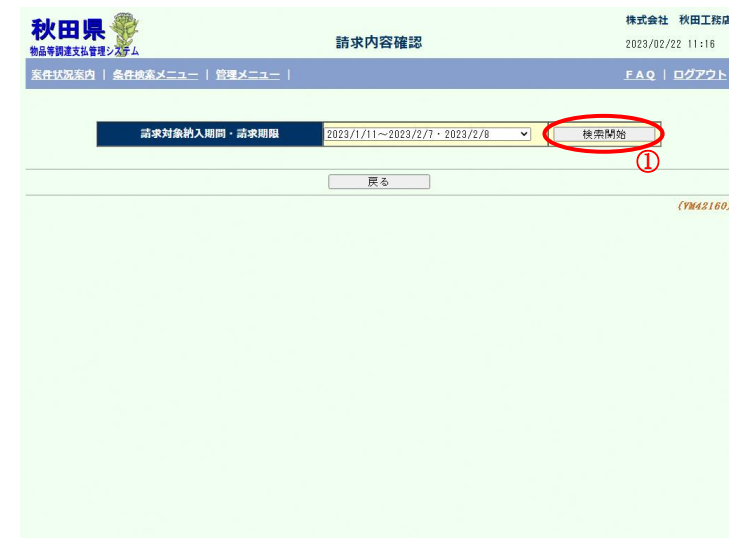 秋田県
物品等調達支払管理システム
請求内容確認
株式会社 秋田工務店
2023/02/22 11:16
案件状況案内 | 条件検索メニュー | 管理メニュー |
FAQ | ログアウト
請求対象納入期間・請求期限 2023/1/11～2023/2/7・2023/2/8 検索開始
①
戻る
(YM42160)